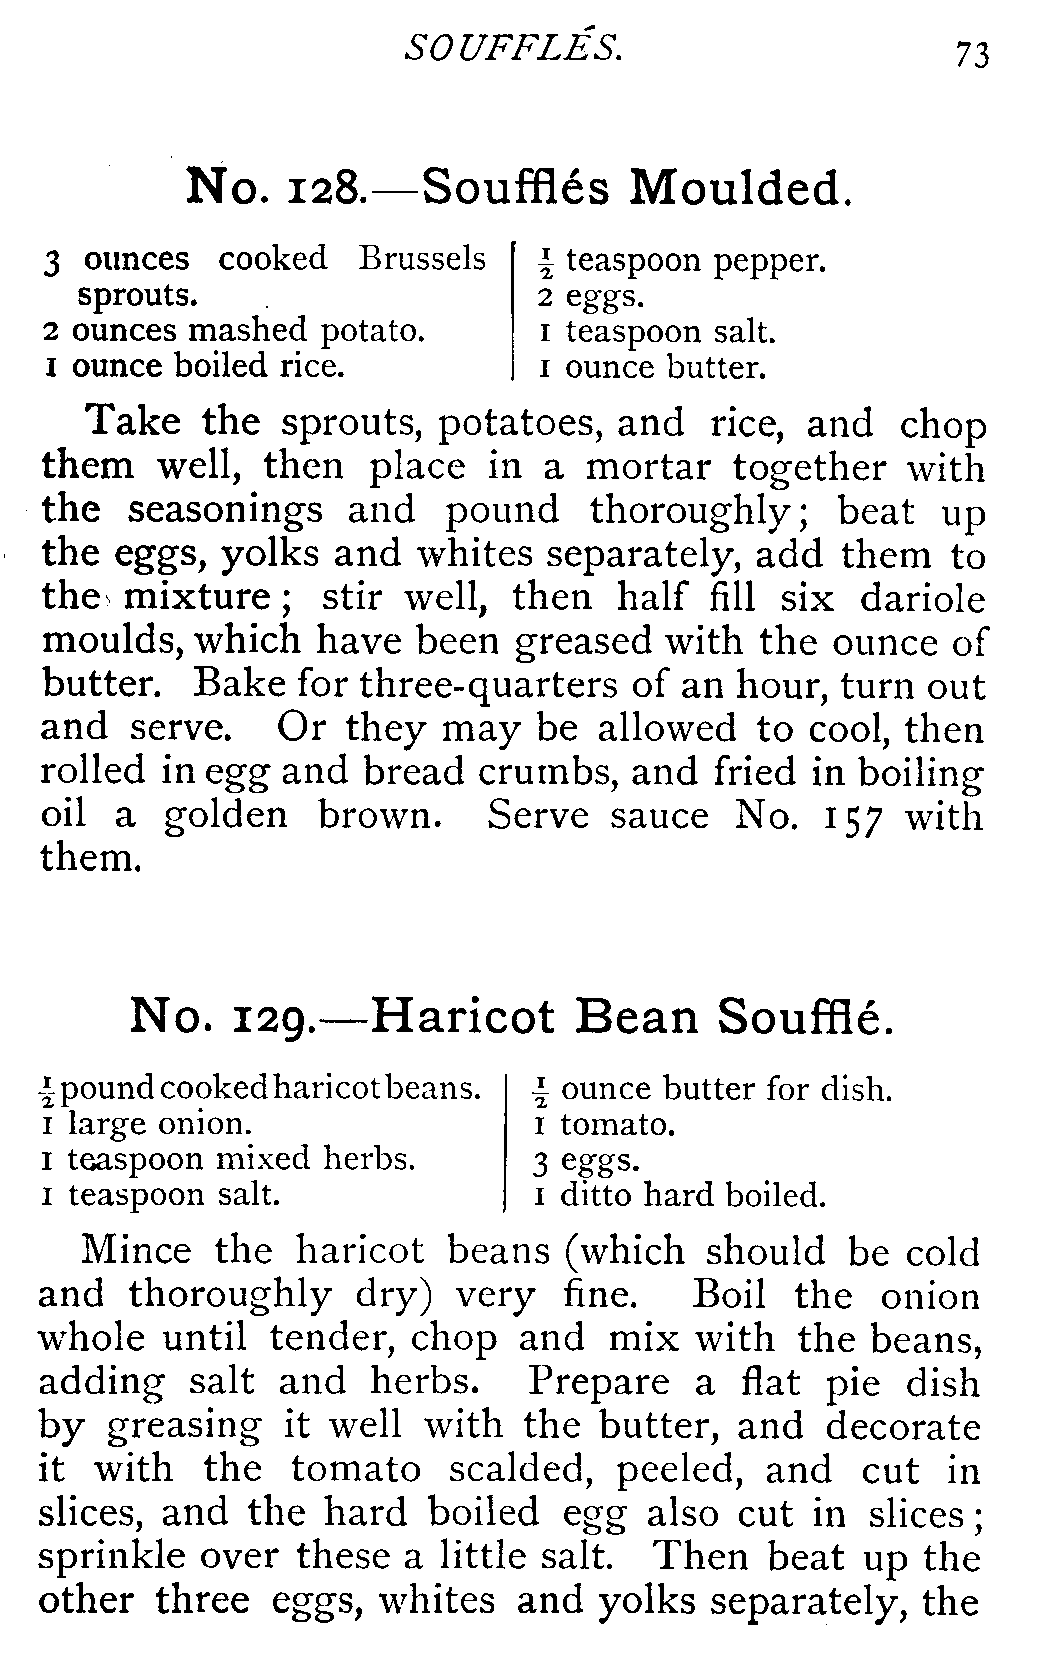 SOUFFLÉS. 73
No. 128.—Soufflés Moulded.
3 ounces cooked Brussels
sprouts.
2 ounces mashed potato.
1 ounce boiled rice.
½ teaspoon pepper.
2 eggs.
1 teaspoon salt.
1 ounce butter.
Take the sprouts, potatoes, and rice, and chop
them well, then place in a mortar together with
the seasonings and pound thoroughly; beat up
the eggs, yolks and whites separately, add them to
the mixture; stir well, then half fill six dariole
moulds, which have been greased with the ounce of
butter. Bake for three-quarters of an hour, turn out
and serve. Or they may be allowed to cool, then
rolled in egg and bread crumbs, and fried in boiling
oil a golden brown. Serve sauce No. 157 with
them.
No. 129.—Haricot Bean Soufflé.
½ pound cooked haricot beans.
1 large onion.
1 teaspoon mixed herbs.
1 teaspoon salt.
½ ounce butter for dish.
1 tomato.
3 eggs.
1 ditto hard boiled.
Mince the haricot beans (which should be cold
and thoroughly dry) very fine. Boil the onion
whole until tender, chop and mix with the beans,
adding salt and herbs. Prepare a flat pie dish
by greasing it well with the butter, and decorate
it with the tomato scalded, peeled, and cut in
slices, and the hard boiled egg also cut in slices;
sprinkle over these a little salt. Then beat up the
other three eggs, whites and yolks separately, the